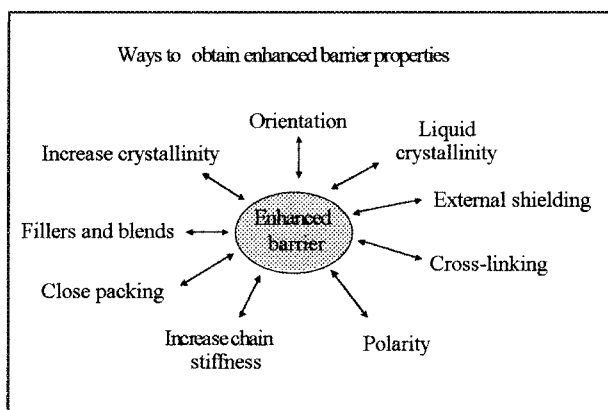 Ways to obtain enhanced barrier properties
Orientation
Liquid
crystallinity
Increase crystallinity
External shielding
Enhanced
barrier
Fillers and blends
Cross-linking
Close packing
Increase chain
stiffness
Polarity